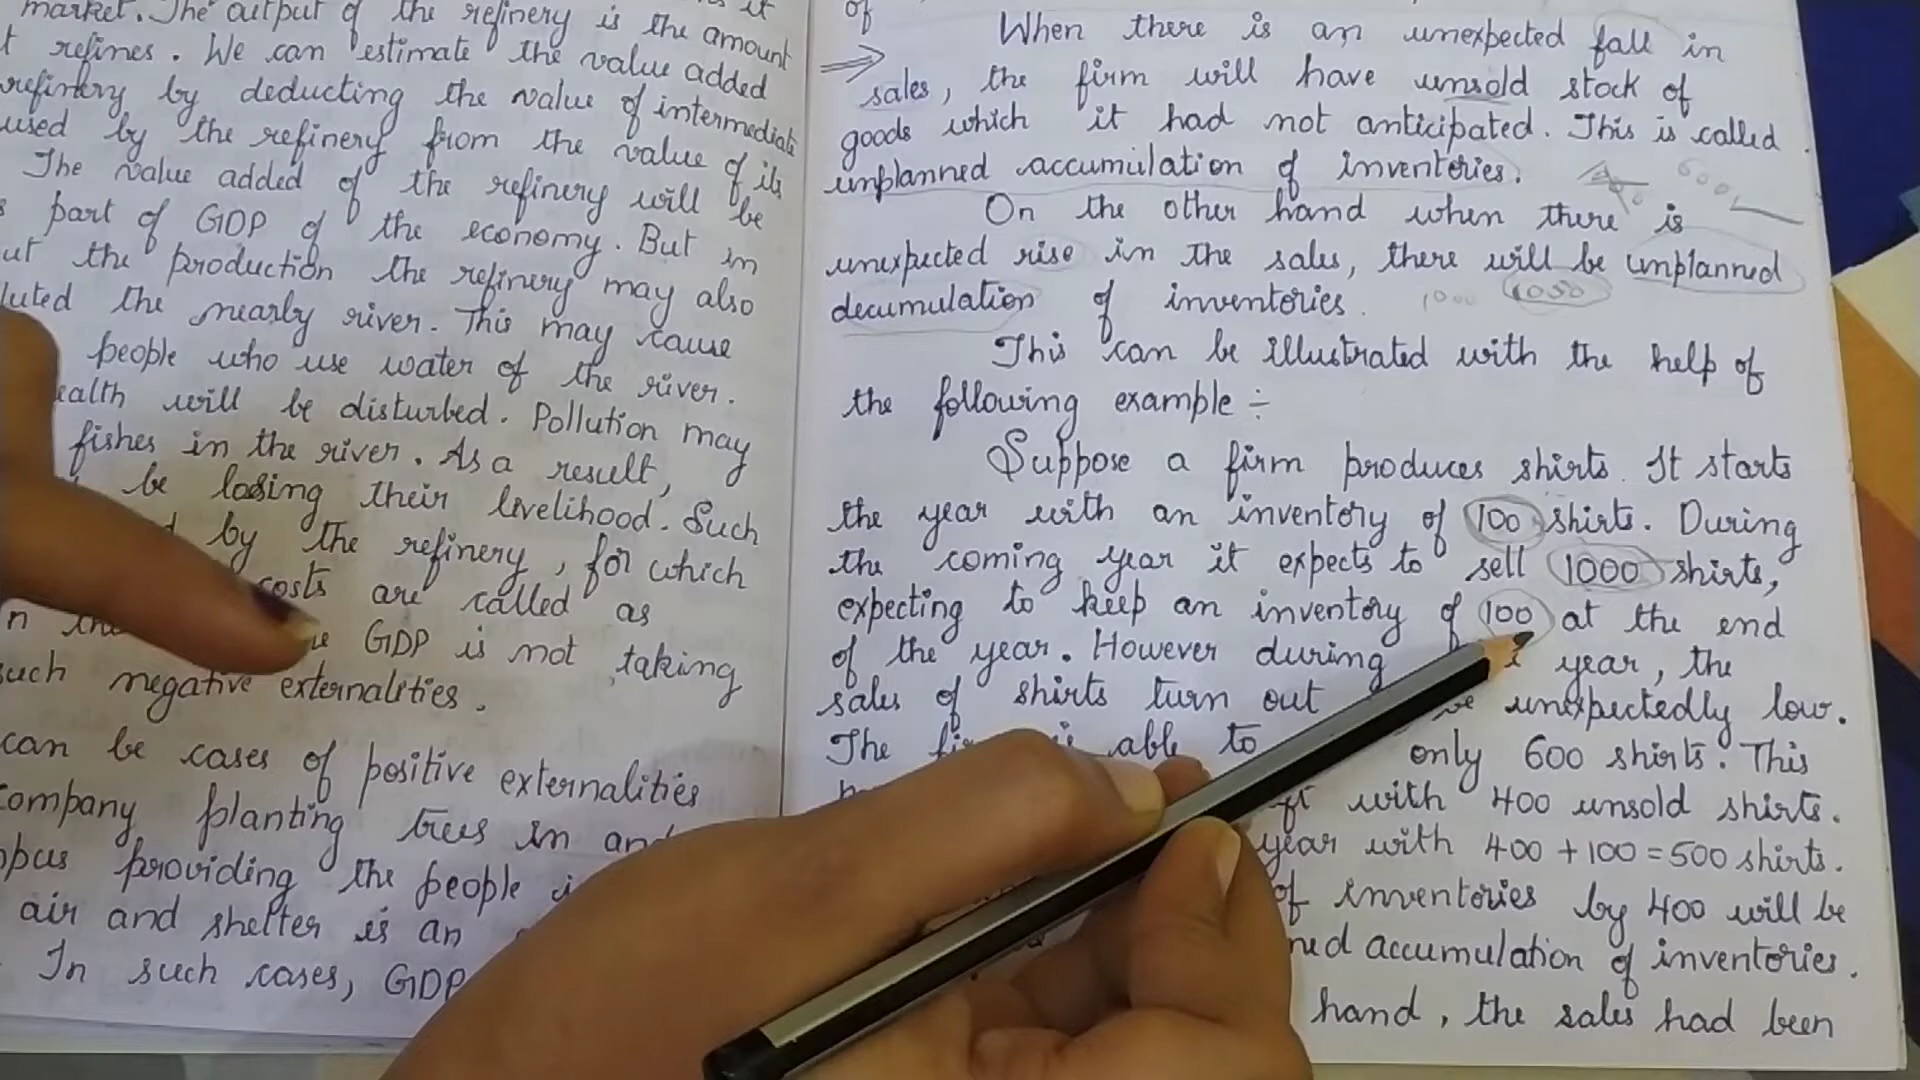 market. The output of the refinery is the amount
t refines. We can estimate the value added
refinery by deducting the value of intermediate
used by the refinery from the value of its
The value added of the refinery will be
part of GDP of the economy. But in
the production the refinery may also
luted the nearly river. This may cause
people who use water of the river.
ealth will be disturbed. Pollution may
fishes in the river. As a result,
be losing their livelihood. Such
by the refinery, for which
costs are called as
GDP is not taking
such negative externalities.
can be cases of positive externalities
company planting trees in and
providing the people
air and shelter is an
In such cases, GDP
of
When there is an unexpected fall in
⇒ sales, the firm will have unsold stock of
goods which it had not anticipated. This is called
unplanned accumulation of inventories.
600
On the other hand when there is
unexpected rise in the sales, there will be unplanned
decumulation of inventories. 1000 1050
This can be illustrated with the help of
the following example ÷
Suppose a firm produces shirts. It starts
the year with an inventory of 100 shirts. During
the coming year it expects to sell 1000 shirts,
expecting to keep an inventory of 100 at the end
of the year. However during year, the
sales of shirts turn out unexpectedly low.
The able to only 600 shirts. This
with 400 unsold shirts.
year with 400 + 100 = 500 shirts.
of inventories by 400 will be
accumulation of inventories.
hand, the sales had been